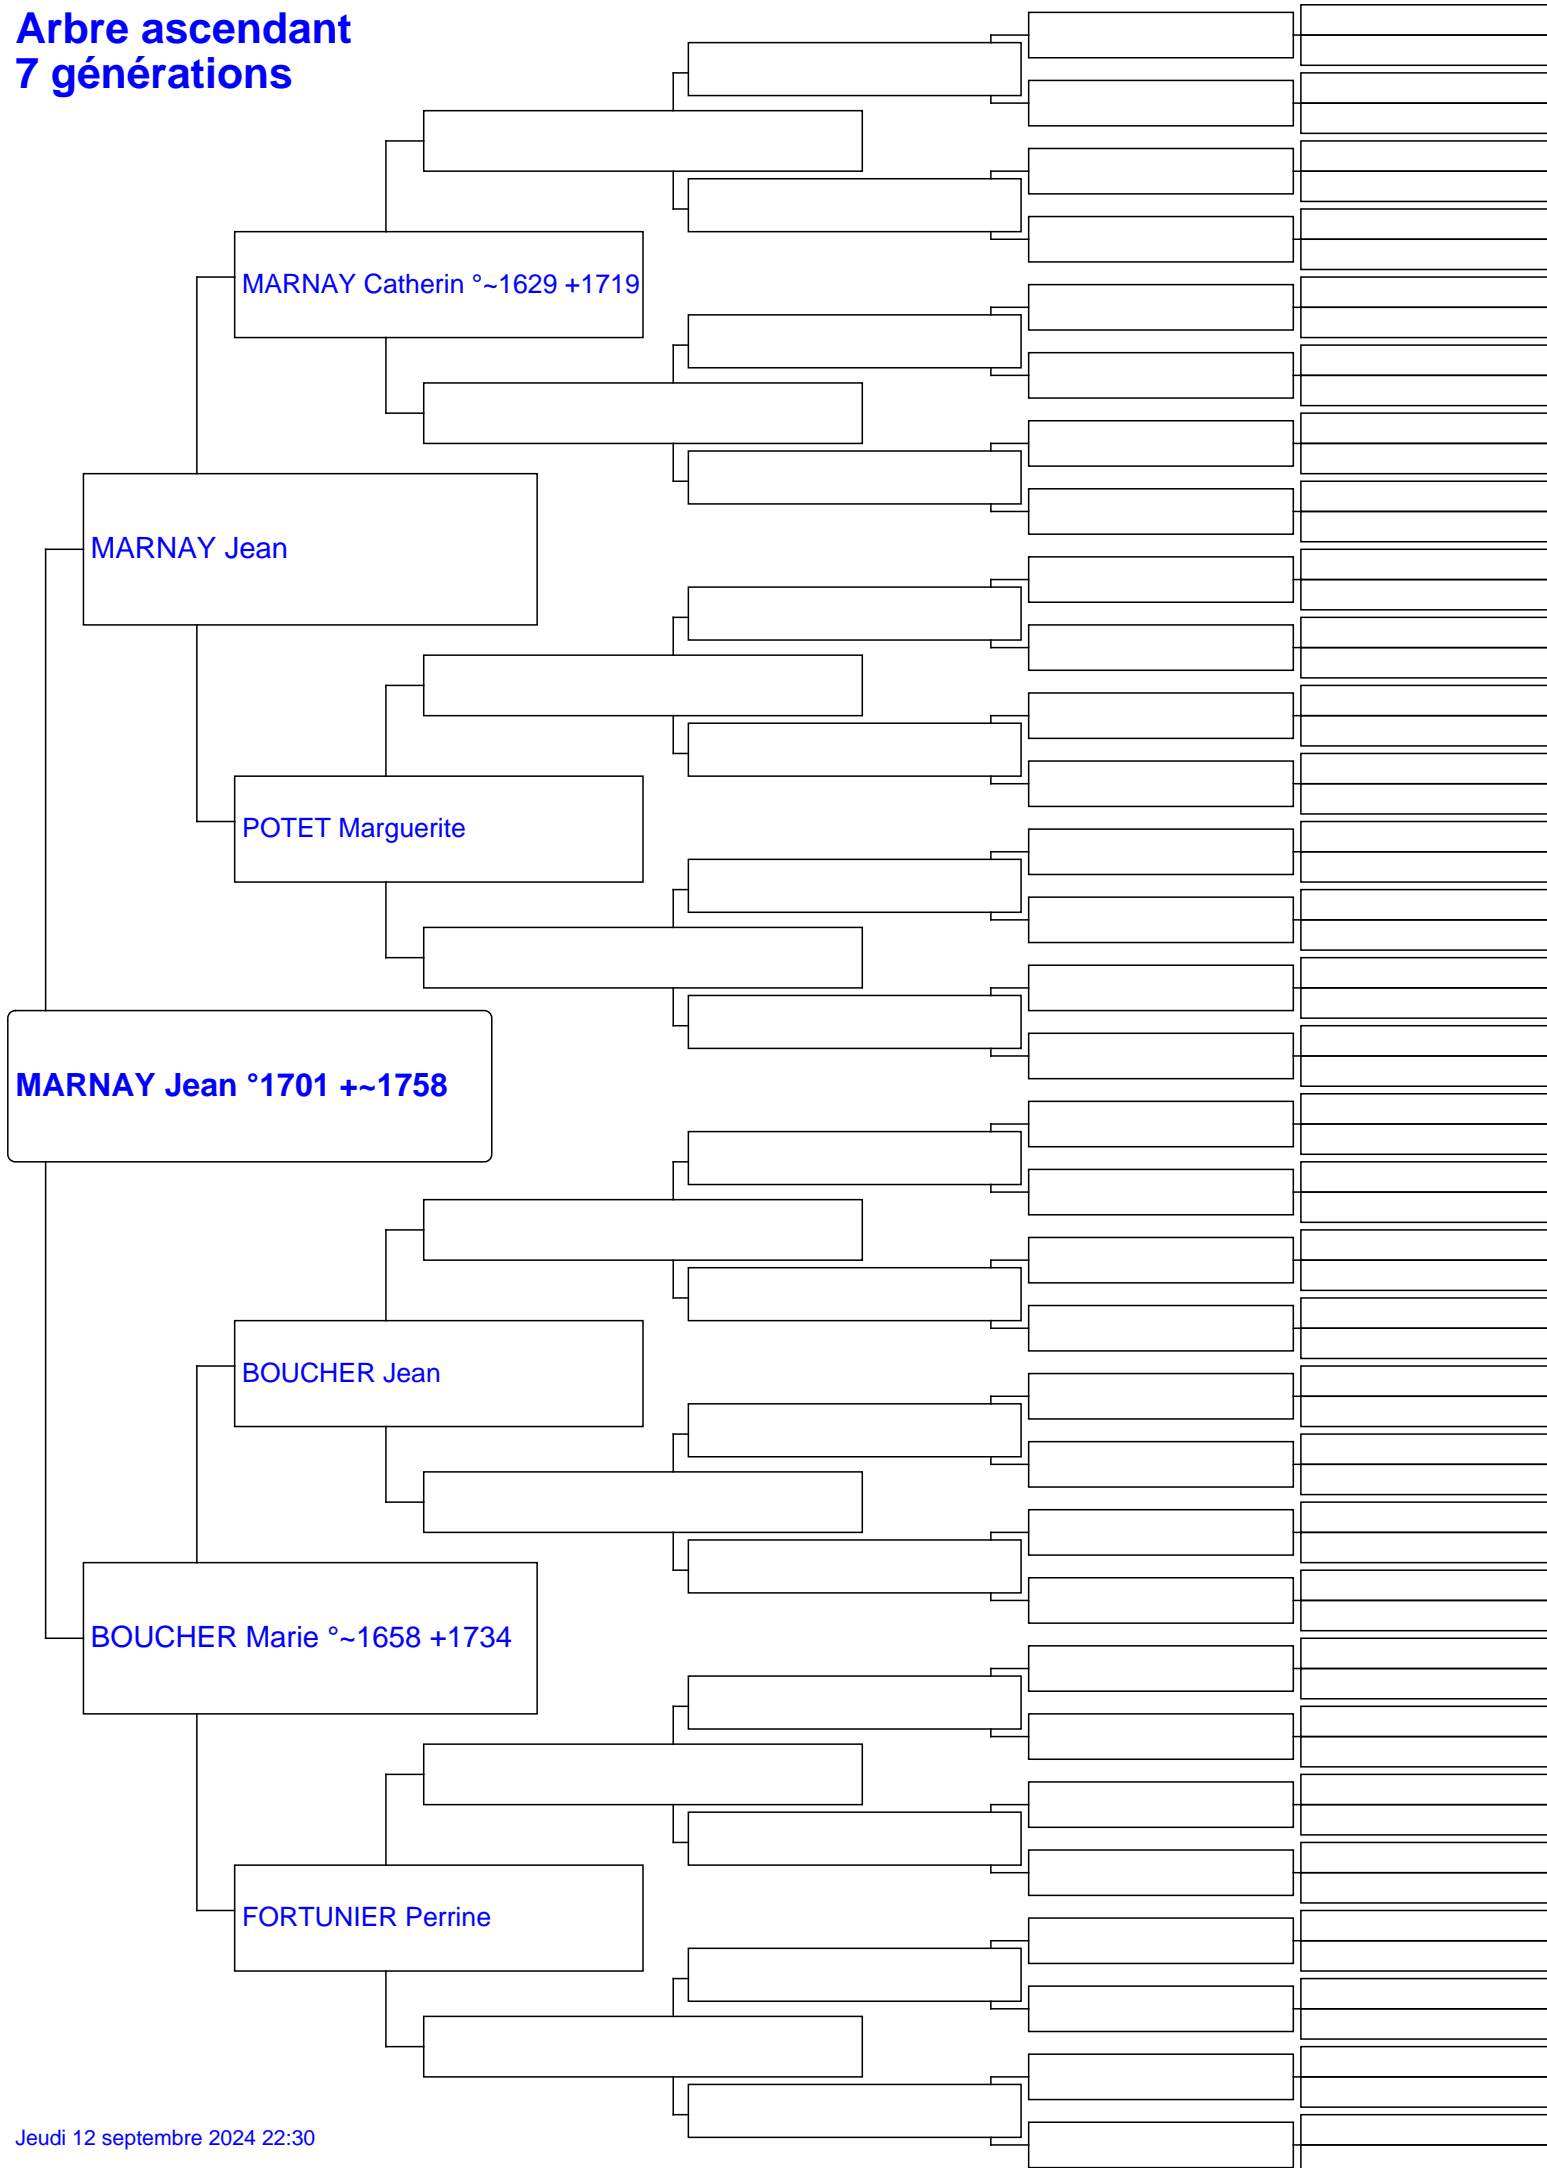 Arbre ascendant
7 générations
MARNAY Catherin °~1629 +1719
MARNAY Jean
POTET Marguerite
MARNAY Jean °1701 +~1758
BOUCHER Jean
BOUCHER Marie °~1658 +1734
FORTUNIER Perrine
Jeudi 12 septembre 2024 22:30